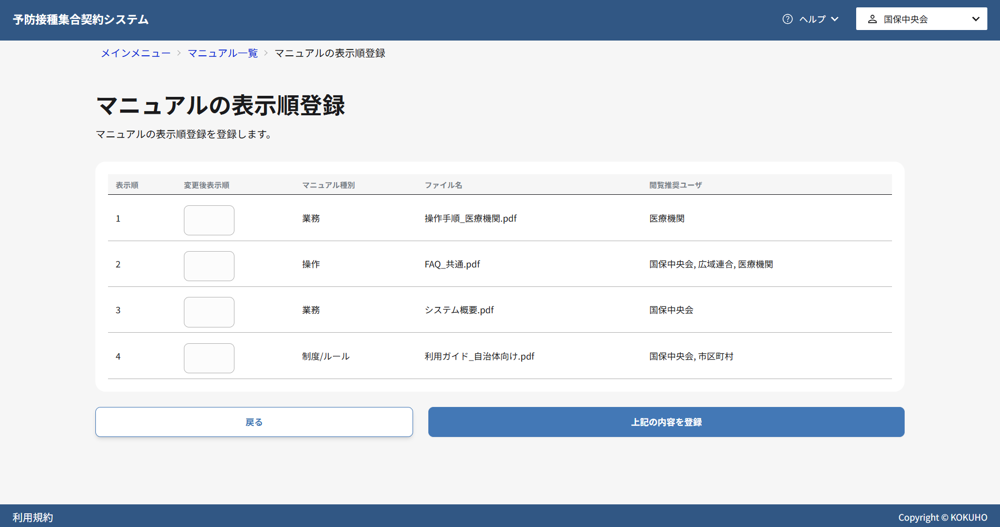 予防接種集合契約システム
ヘルプ
国保中央会
メインメニュー > マニュアル一覧 > マニュアルの表示順登録
マニュアルの表示順登録
マニュアルの表示順登録を登録します。
表示順 変更後表示順 マニュアル種別 ファイル名 閲覧推奨ユーザ
1 業務 操作手順_医療機関.pdf 医療機関
2 操作 FAQ_共通.pdf 国保中央会, 広域連合, 医療機関
3 業務 システム概要.pdf 国保中央会
4 制度/ルール 利用ガイド_自治体向け.pdf 国保中央会, 市区町村
戻る
上記の内容を登録
利用規約
Copyright © KOKUHO